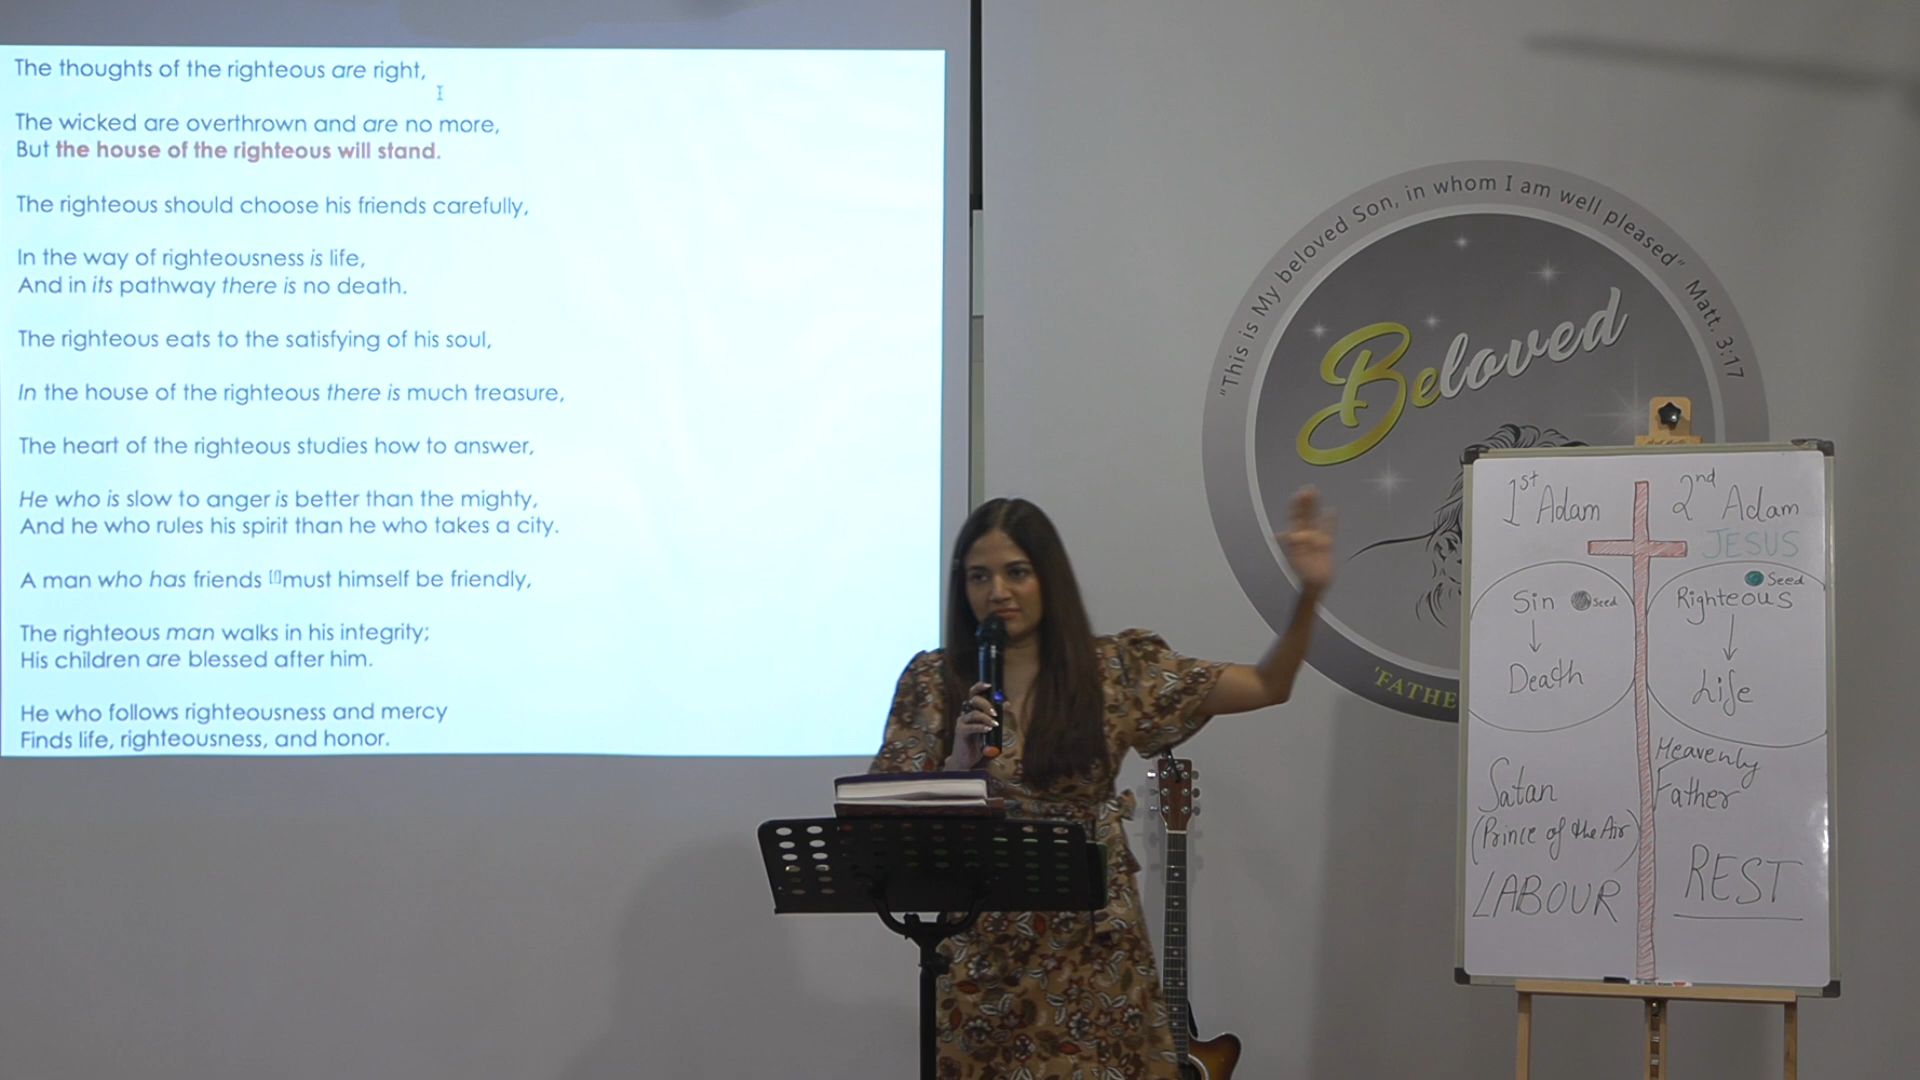 The thoughts of the righteous are right,
The wicked are overthrown and are no more,
But the house of the righteous will stand.
The righteous should choose his friends carefully,
In the way of righteousness is life,
And in its pathway there is no death.
The righteous eats to the satisfying of his soul,
In the house of the righteous there is much treasure,
The heart of the righteous studies how to answer,
He who is slow to anger is better than the mighty,
And he who rules his spirit than he who takes a city.
A man who has friends [f]must himself be friendly,
The righteous man walks in his integrity;
His children are blessed after him.
He who follows righteousness and mercy
Finds life, righteousness, and honor.
"This is My beloved Son, in whom I am well pleased" Matt. 3:17
Beloved
'FATHE
1st Adam
Sin Seed
Death
Satan
(Prince of the Air)
LABOUR
2nd Adam
JESUS
Seed
Righteous
Life
Heavenly
Father
REST